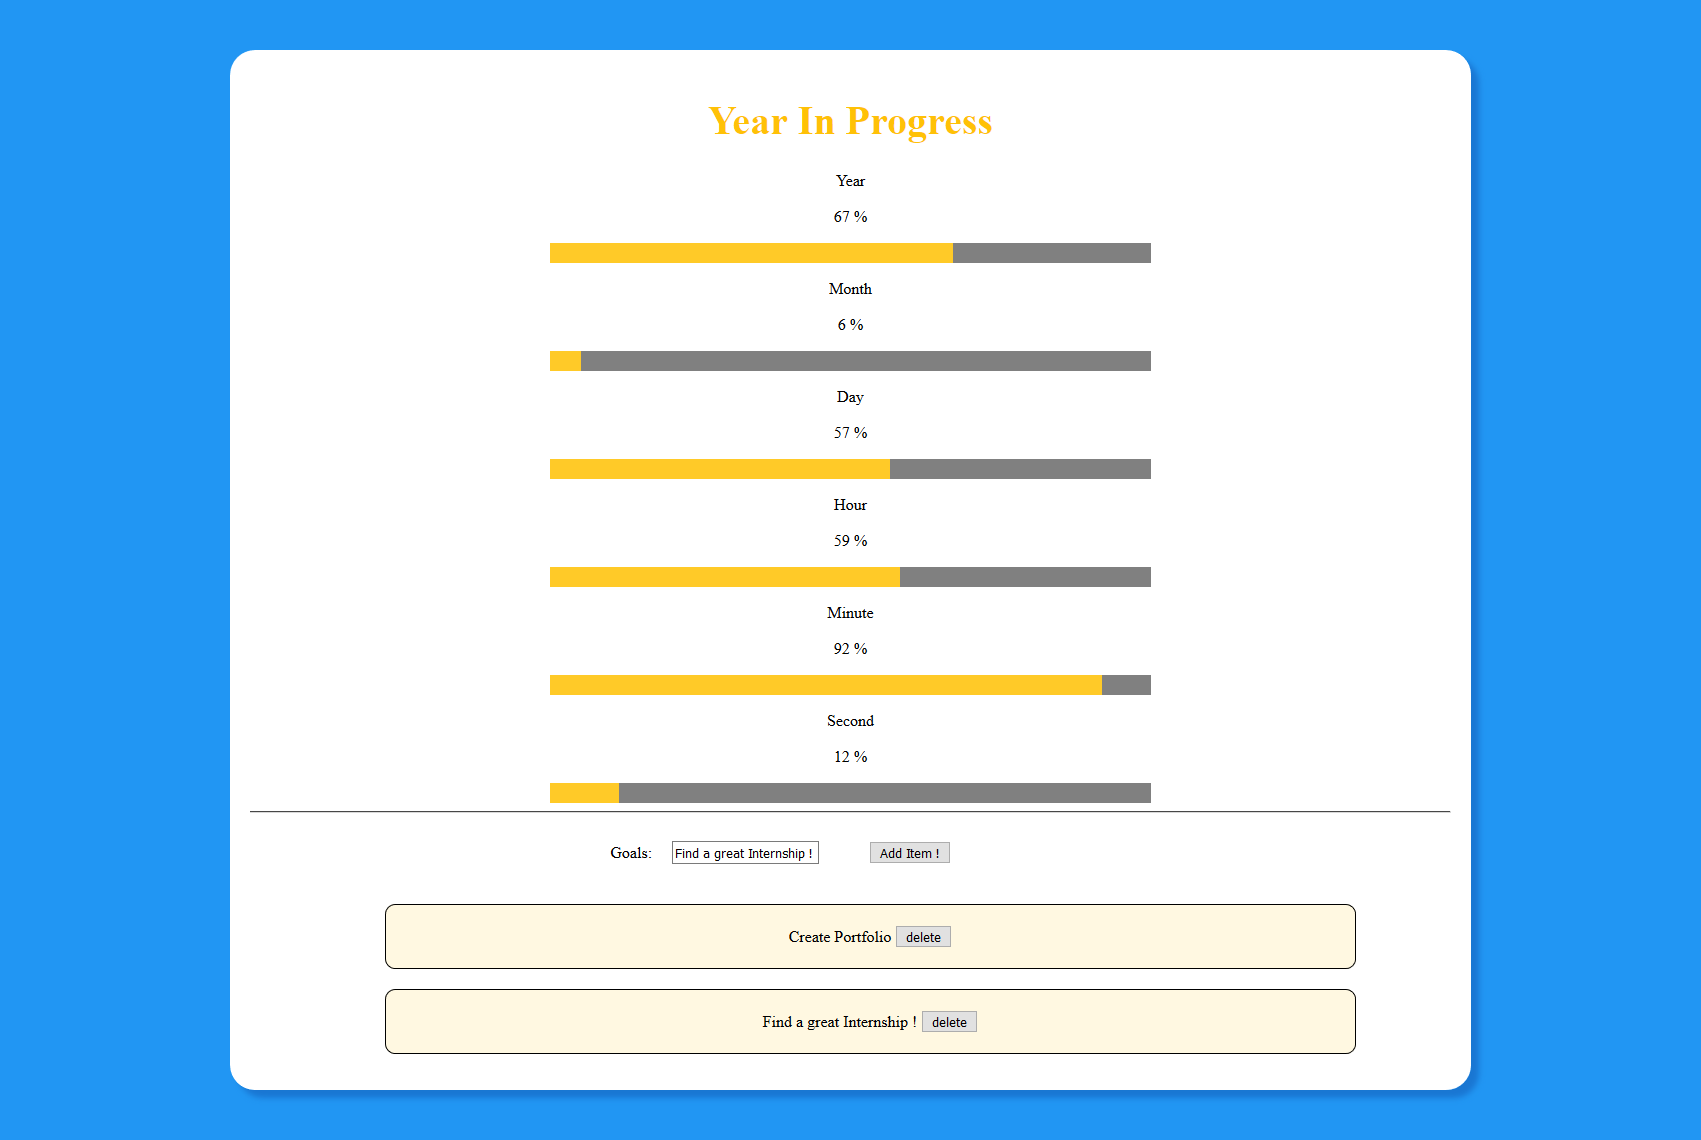 Year In Progress
Year
67 %
Month
6 %
Day
57 %
Hour
59 %
Minute
92 %
Second
12 %
Goals: Find a great Internship ! Add Item !
Create Portfolio delete
Find a great Internship ! delete